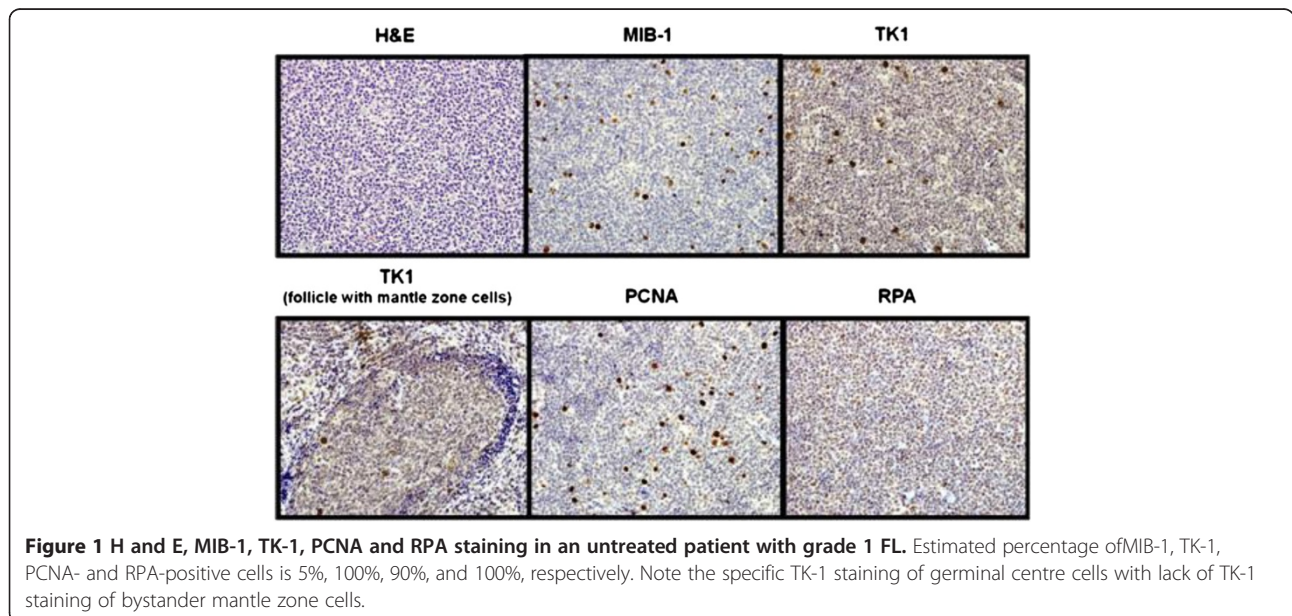 H&E
MIB-1
TK1
TK1
(follicle with mantle zone cells)
PCNA
RPA
Figure 1 H and E, MIB-1, TK-1, PCNA and RPA staining in an untreated patient with grade 1 FL. Estimated percentage ofMIB-1, TK-1,
PCNA- and RPA-positive cells is 5%, 100%, 90%, and 100%, respectively. Note the specific TK-1 staining of germinal centre cells with lack of TK-1
staining of bystander mantle zone cells.